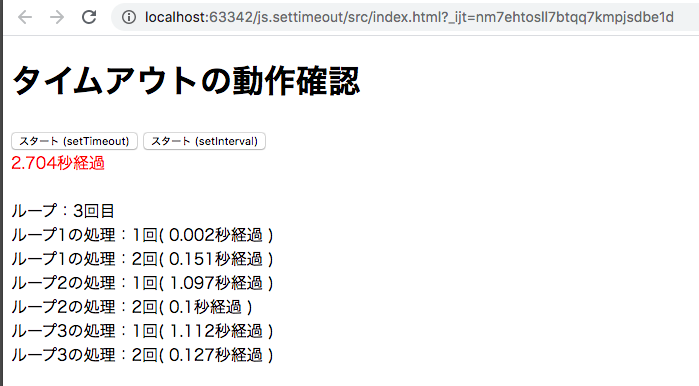 localhost:63342/js.settimeout/src/index.html?_ijt=nm7ehtosll7btqq7kmpjsdbe1d
タイムアウトの動作確認
スタート (setTimeout) スタート (setInterval)
2.704秒経過
ループ：3回目
ループ1の処理：1回( 0.002秒経過 )
ループ1の処理：2回( 0.151秒経過 )
ループ2の処理：1回( 1.097秒経過 )
ループ2の処理：2回( 0.1秒経過 )
ループ3の処理：1回( 1.112秒経過 )
ループ3の処理：2回( 0.127秒経過 )